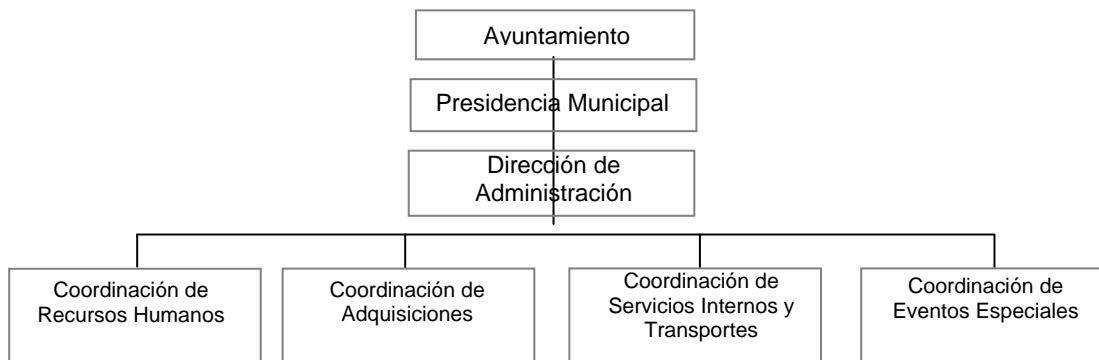 Ayuntamiento
Presidencia Municipal
Dirección de
Administración
Coordinación de
Recursos Humanos
Coordinación de
Adquisiciones
Coordinación de
Servicios Internos y
Transportes
Coordinación de
Eventos Especiales